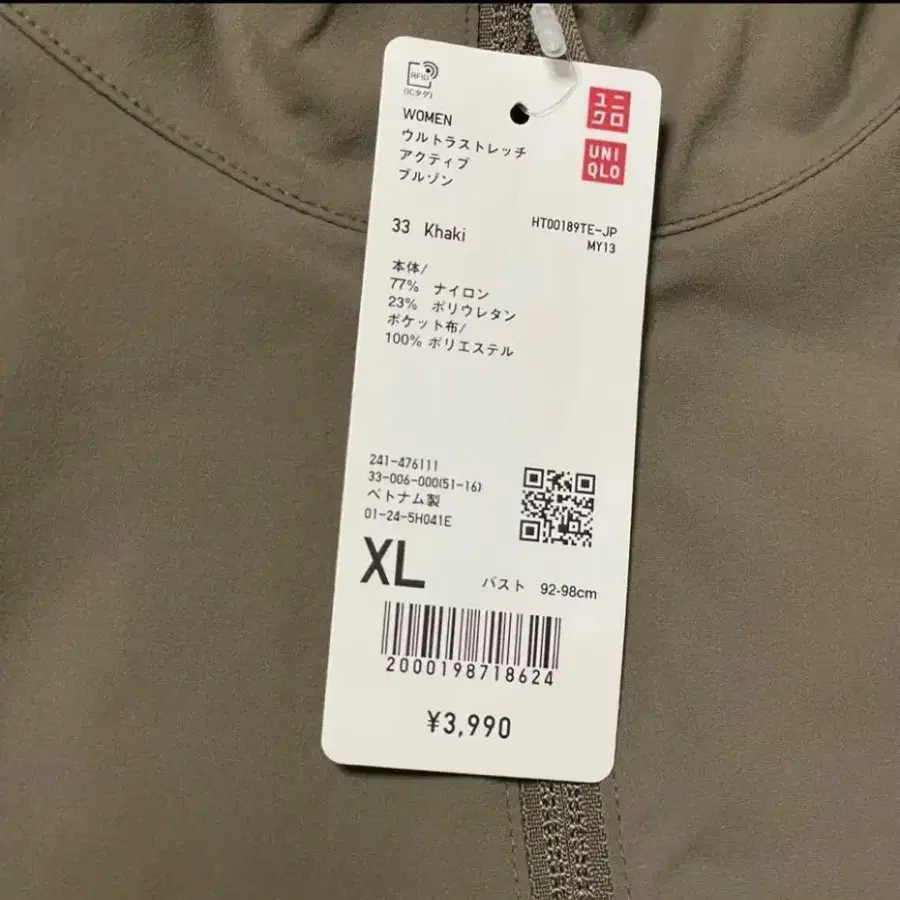 RFID
(ICタグ)
WOMEN
ウルトラストレッチ
アクティブ
ブルゾン
ユニ
クロ
UNI
QLO
33 Khaki
HT00189TE-JP
MY13
本体/
77% ナイロン
23% ポリウレタン
ポケット布/
100% ポリエステル
241-476111
33-006-000(51-16)
ベトナム製
01-24-5H041E
XL
バスト 92-98cm
2000198718624
¥3,990